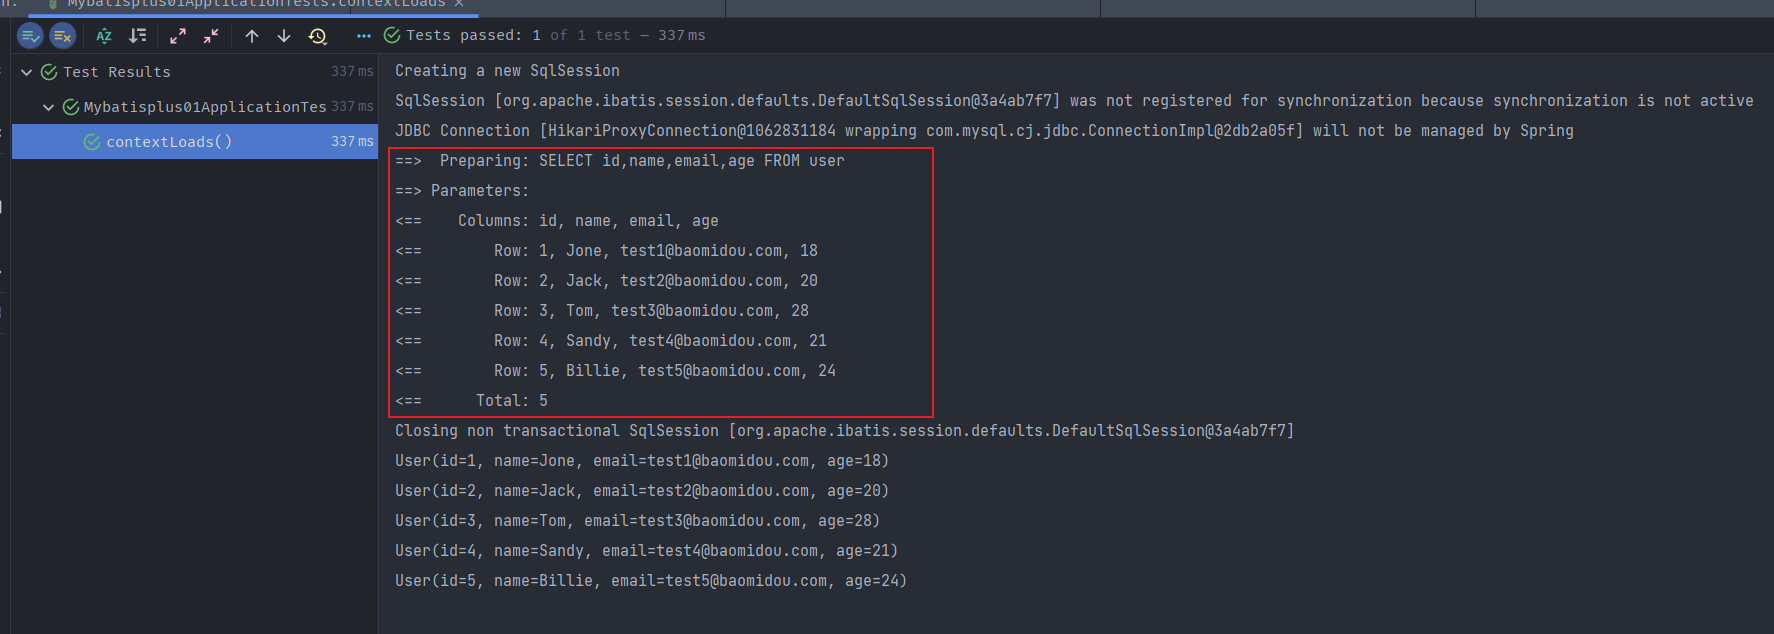 Mybatisplus01ApplicationTests.contextLoads ×
Tests passed: 1 of 1 test – 337 ms
Test Results 337 ms
Mybatisplus01ApplicationTes 337 ms
contextLoads() 337 ms
Creating a new SqlSession
SqlSession [org.apache.ibatis.session.defaults.DefaultSqlSession@3a4ab7f7] was not registered for synchronization because synchronization is not active
JDBC Connection [HikariProxyConnection@1062831184 wrapping com.mysql.cj.jdbc.ConnectionImpl@2db2a05f] will not be managed by Spring
==>  Preparing: SELECT id,name,email,age FROM user
==> Parameters:
<==    Columns: id, name, email, age
<==        Row: 1, Jone, test1@baomidou.com, 18
<==        Row: 2, Jack, test2@baomidou.com, 20
<==        Row: 3, Tom, test3@baomidou.com, 28
<==        Row: 4, Sandy, test4@baomidou.com, 21
<==        Row: 5, Billie, test5@baomidou.com, 24
<==      Total: 5
Closing non transactional SqlSession [org.apache.ibatis.session.defaults.DefaultSqlSession@3a4ab7f7]
User(id=1, name=Jone, email=test1@baomidou.com, age=18)
User(id=2, name=Jack, email=test2@baomidou.com, age=20)
User(id=3, name=Tom, email=test3@baomidou.com, age=28)
User(id=4, name=Sandy, email=test4@baomidou.com, age=21)
User(id=5, name=Billie, email=test5@baomidou.com, age=24)